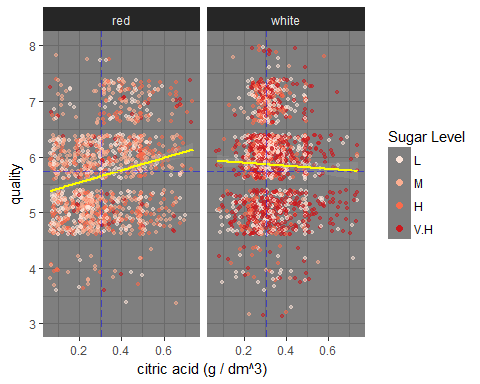 red white
8
7
6
5
4
3
quality
0.2 0.4 0.6 0.2 0.4 0.6
citric acid (g / dm^3)
Sugar Level
L
M
H
V.H